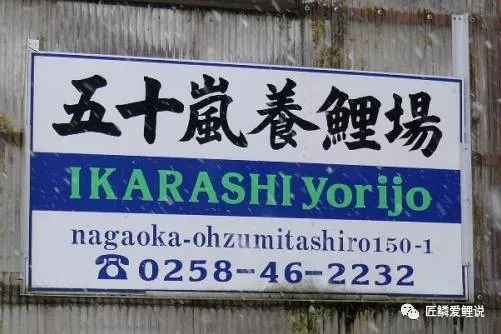 五十嵐養鯉場
IKARASHI yorijo
nagaoka-ohzumitashiro150-1
☎0258-46-2232
匠鳞爱鲤说